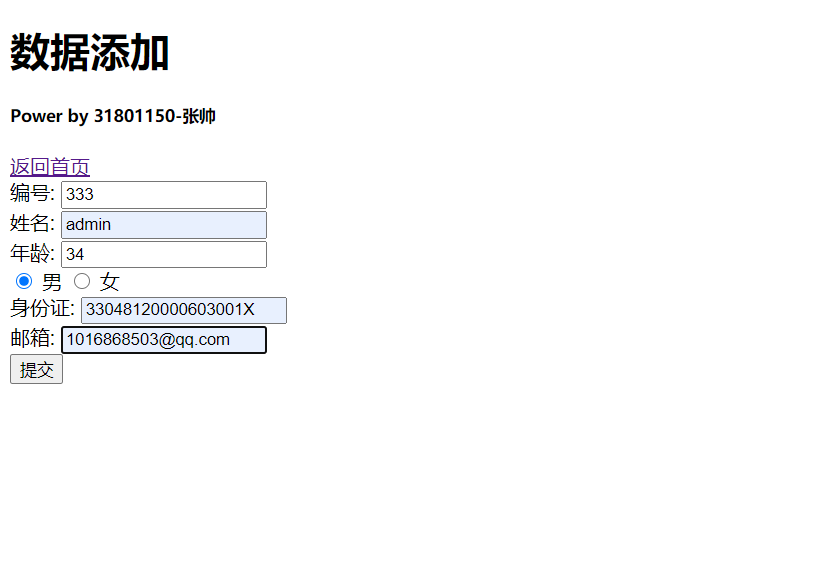 数据添加
Power by 31801150-张帅
返回首页
编号: 333
姓名: admin
年龄: 34
男 女
身份证: 33048120000603001X
邮箱: 1016868503@qq.com
提交